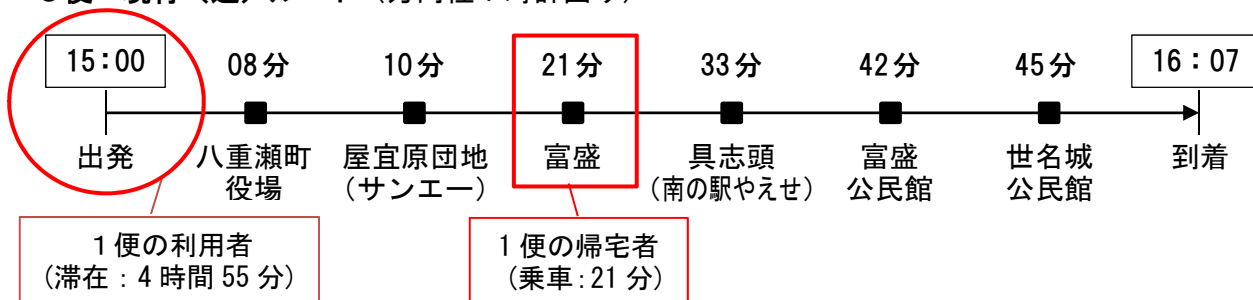 15:00
08分
10分
21分
33分
42分
45分
16：07
出発
八重瀬町
役場
屋宜原団地
（サンエー）
富盛
具志頭
（南の駅やえせ）
富盛
公民館
世名城
公民館
到着
１便の利用者
（滞在：4時間55分）
1便の帰宅者
（乗車:21分）